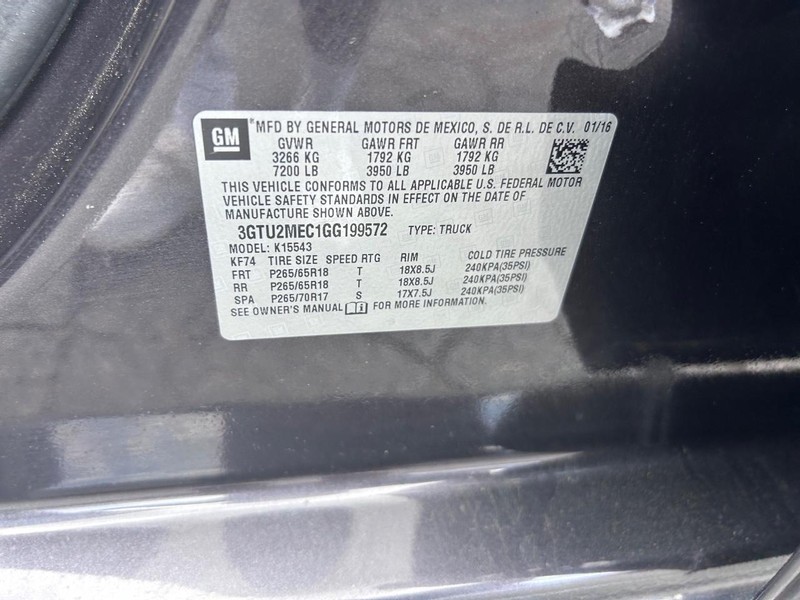 GM ®MFD BY GENERAL MOTORS DE MEXICO, S. DE R.L. DE C.V. 01/16
GVWR GAWR FRT GAWR RR
3266 KG 1792 KG 1792 KG
7200 LB 3950 LB 3950 LB
THIS VEHICLE CONFORMS TO ALL APPLICABLE U.S. FEDERAL MOTOR
VEHICLE SAFETY STANDARDS IN EFFECT ON THE DATE OF
MANUFACTURE SHOWN ABOVE.
3GTU2MEC1GG199572 TYPE: TRUCK
MODEL: K15543
KF74 TIRE SIZE SPEED RTG RIM COLD TIRE PRESSURE
FRT P265/65R18 T 18X8.5J 240KPA(35PSI)
RR P265/65R18 T 18X8.5J 240KPA(35PSI)
SPA P265/70R17 S 17X7.5J 240KPA(35PSI)
SEE OWNER'S MANUAL FOR MORE INFORMATION.